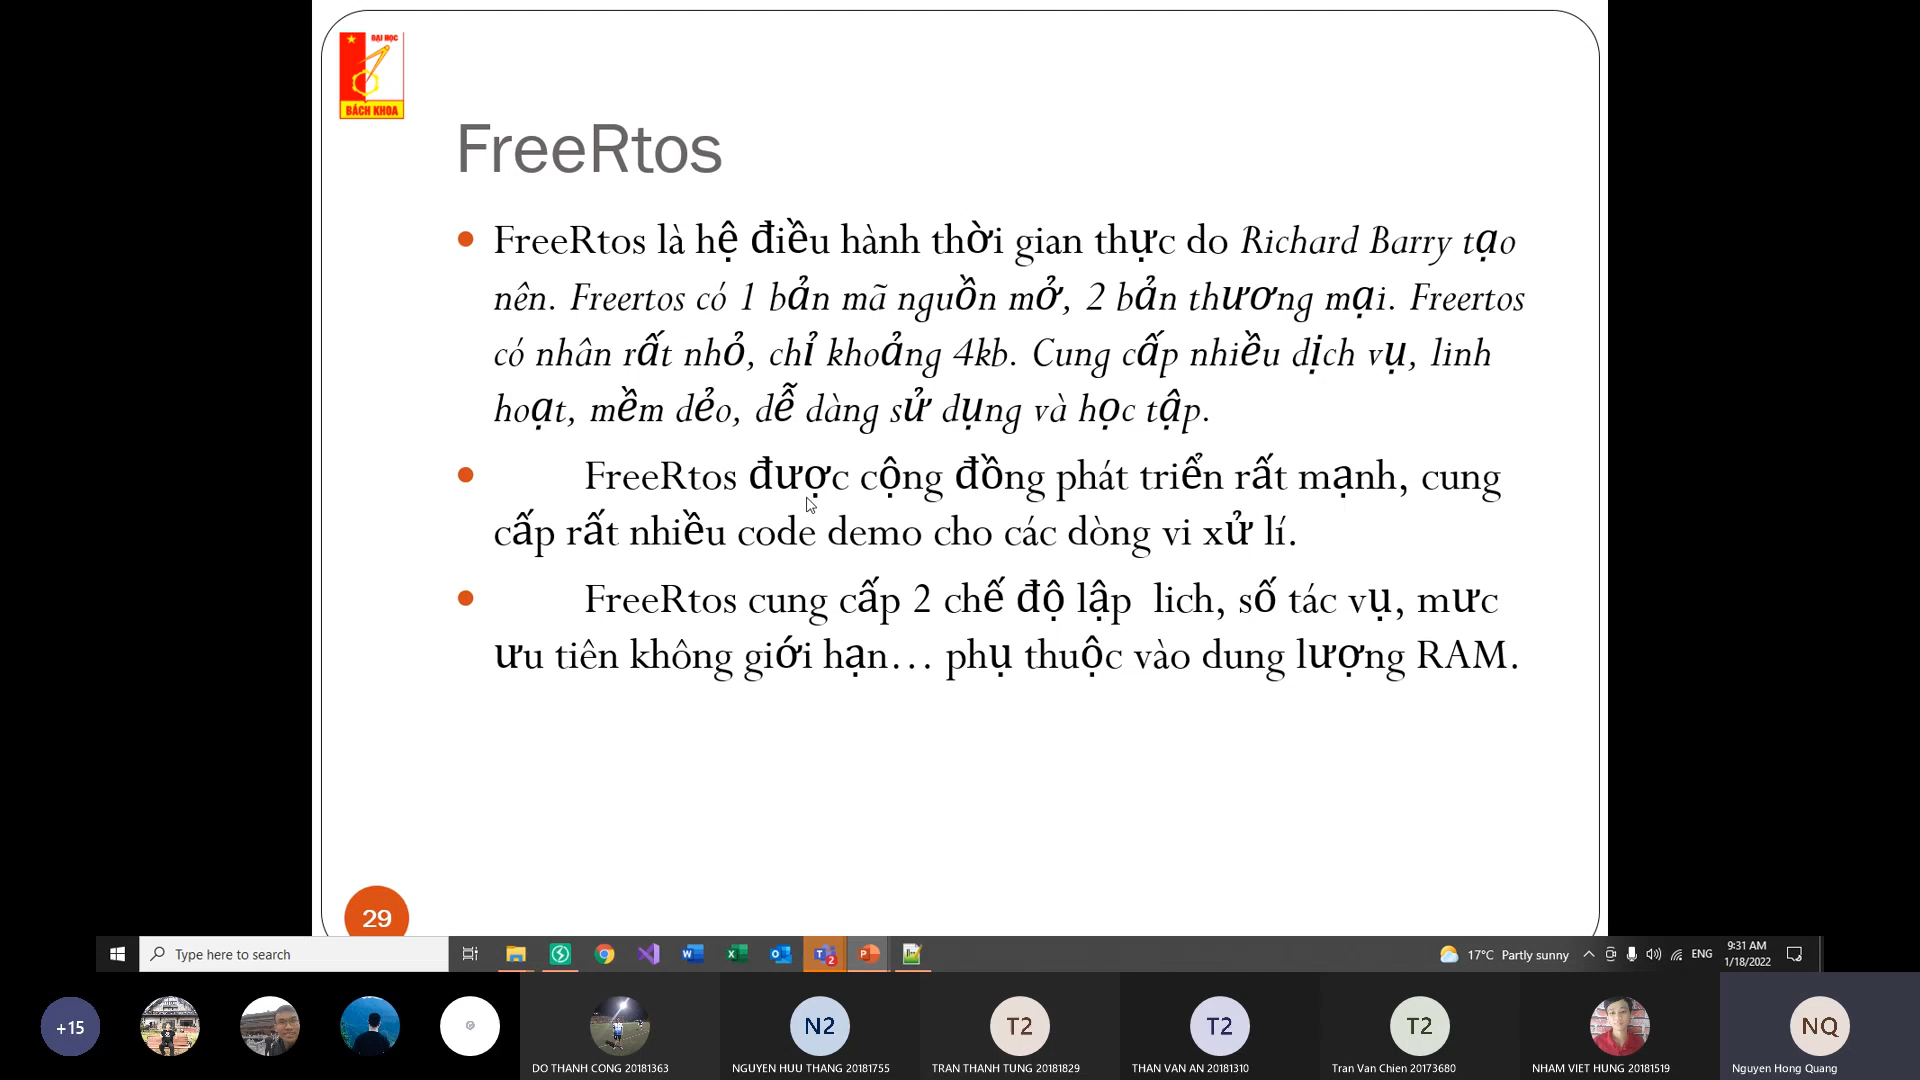 ĐẠI HỌC
BÁCH KHOA
FreeRtos
FreeRtos là hệ điều hành thời gian thực do Richard Barry tạo
nên. Freertos có 1 bản mã nguồn mở, 2 bản thương mại. Freertos
có nhân rất nhỏ, chỉ khoảng 4kb. Cung cấp nhiều dịch vụ, linh
hoạt, mềm dẻo, dễ dàng sử dụng và học tập.
FreeRtos được cộng đồng phát triển rất mạnh, cung
cấp rất nhiều code demo cho các dòng vi xử lí.
FreeRtos cung cấp 2 chế độ lập lich, số tác vụ, mưc
ưu tiên không giới hạn… phụ thuộc vào dung lượng RAM.
29
Type here to search
17°C Partly sunny
ENG
9:31 AM
1/18/2022
+15
N2
T2
T2
T2
NQ
DO THANH CONG 20181363
NGUYEN HUU THANG 20181755
TRAN THANH TUNG 20181829
THAN VAN AN 20181310
Tran Van Chien 20173680
NHAM VIET HUNG 20181519
Nguyen Hong Quang